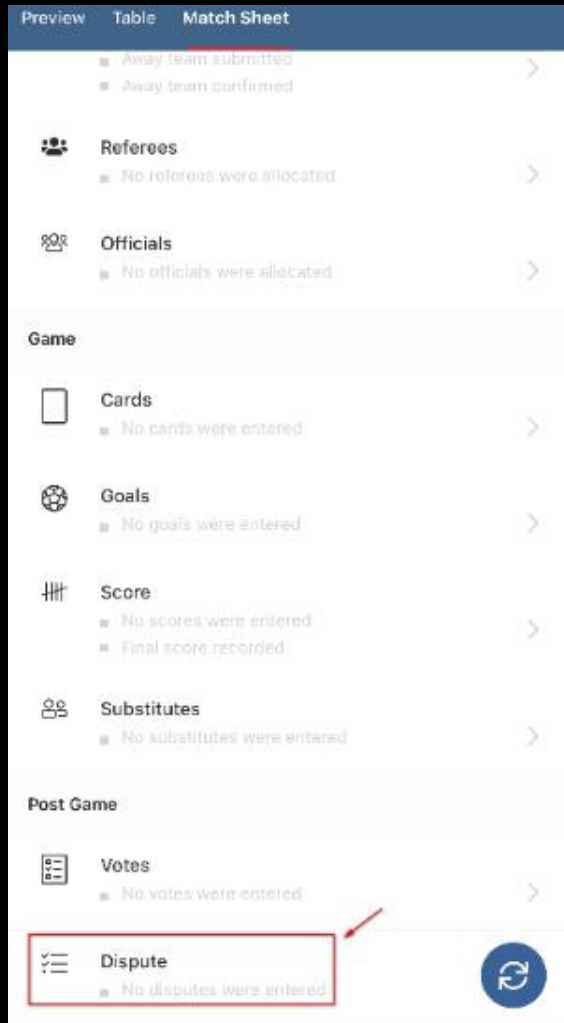 Preview Table Match Sheet
Away team submitted
Away team confirmed
Referees
No referees were allocated
Officials
No officials were allocated
Game
Cards
No cards were entered
Goals
No goals were entered
Score
No scores were entered
Final score recorded
Substitutes
No substitutes were entered
Post Game
Votes
No votes were entered
Dispute
No disputes were entered